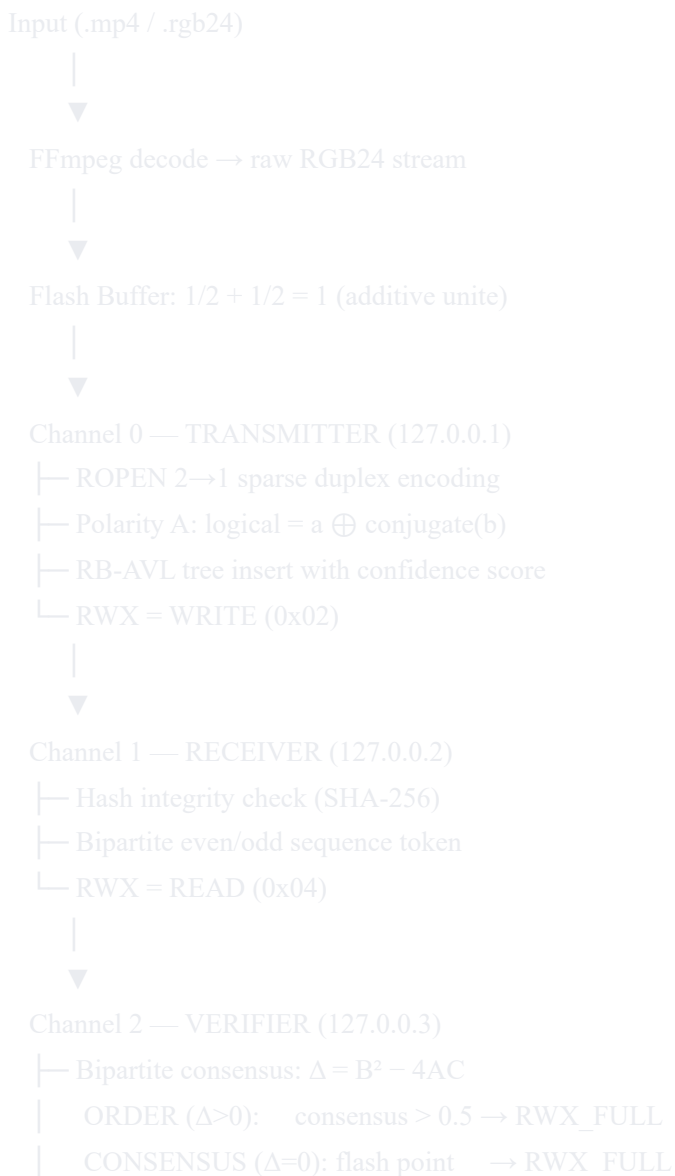 Input (.mp4 / .rgb24)
│
▼
FFmpeg decode → raw RGB24 stream
│
▼
Flash Buffer: 1/2 + 1/2 = 1 (additive unite)
│
▼
Channel 0 — TRANSMITTER (127.0.0.1)
├─ ROPEN 2→1 sparse duplex encoding
├─ Polarity A: logical = a ⊕ conjugate(b)
├─ RB-AVL tree insert with confidence score
└─ RWX = WRITE (0x02)
│
▼
Channel 1 — RECEIVER (127.0.0.2)
├─ Hash integrity check (SHA-256)
├─ Bipartite even/odd sequence token
└─ RWX = READ (0x04)
│
▼
Channel 2 — VERIFIER (127.0.0.3)
├─ Bipartite consensus: Δ = B² − 4AC
│ ORDER (Δ>0): consensus > 0.5 → RWX_FULL
│ CONSENSUS (Δ=0): flash point → RWX_FULL